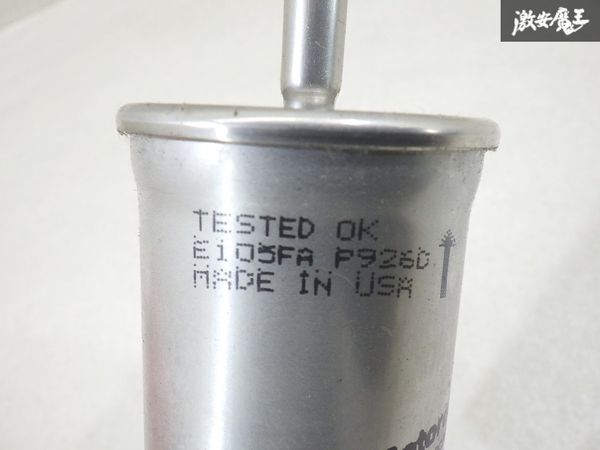 激安魔王
TESTED OK
E105FA P926D
MADE IN USA